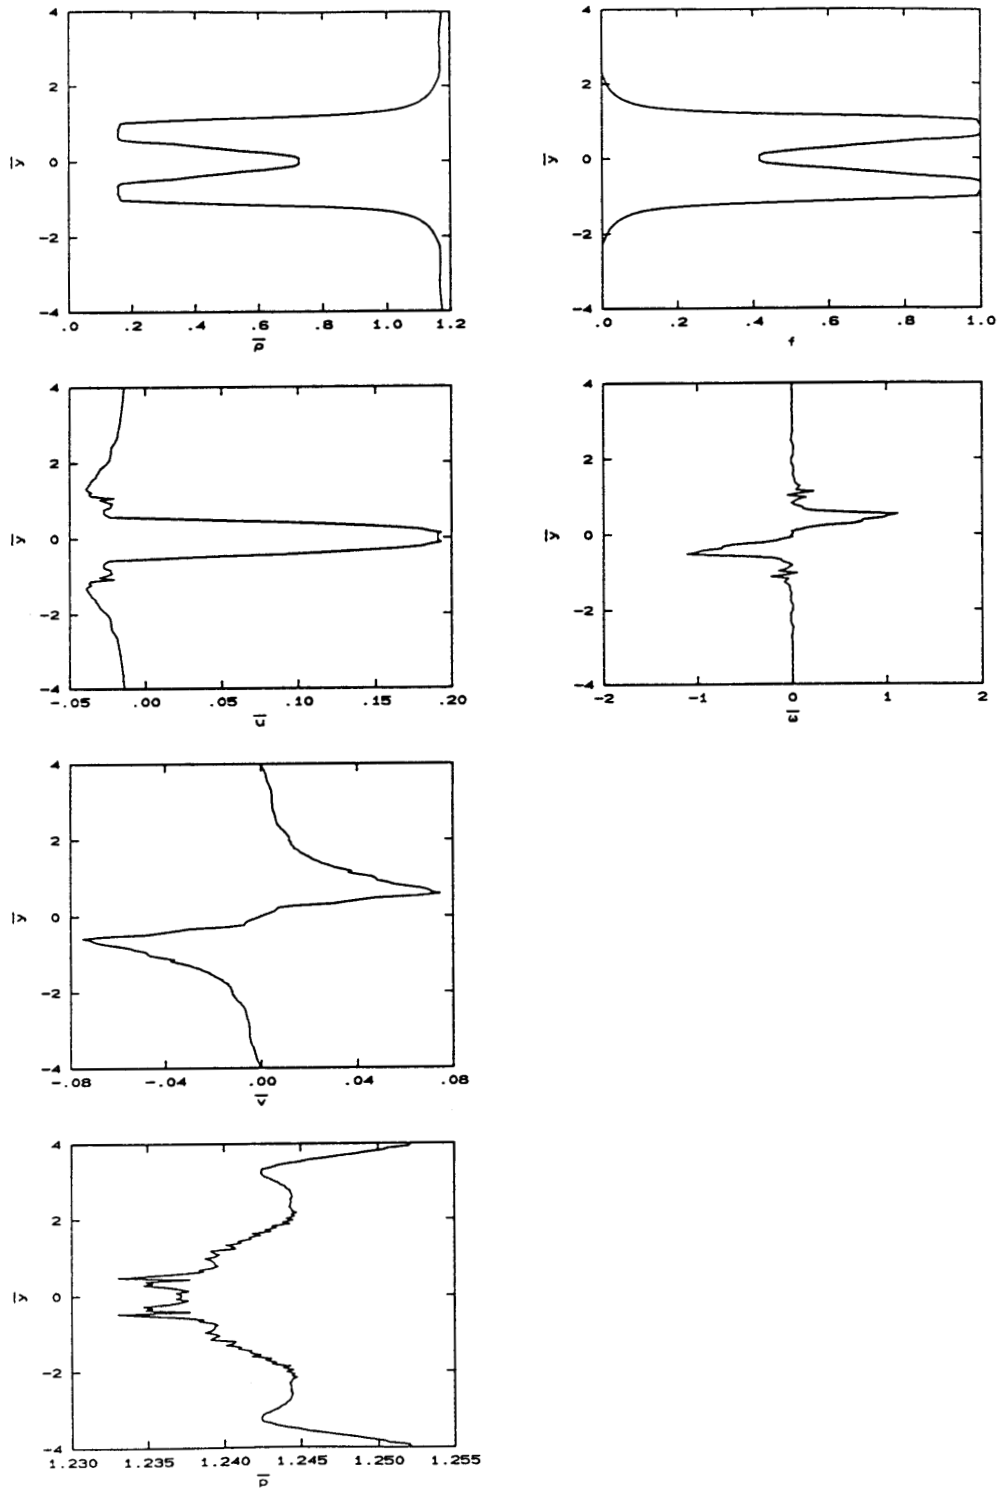 4
2
ȳ 0
−2
−4
.0 .2 .4 .6 .8 1.0 1.2
ρ̄
4
2
ȳ 0
−2
−4
.0 .2 .4 .6 .8 1.0
f
4
2
ȳ 0
−2
−4
−.05 .00 .05 .10 .15 .20
ū
4
2
ȳ 0
−2
−4
−2 −1 0 1 2
ω̄
4
2
ȳ 0
−2
−4
−.08 −.04 .00 .04 .08
v̄
4
2
ȳ 0
−2
−4
1.230 1.235 1.240 1.245 1.250 1.255
p̄